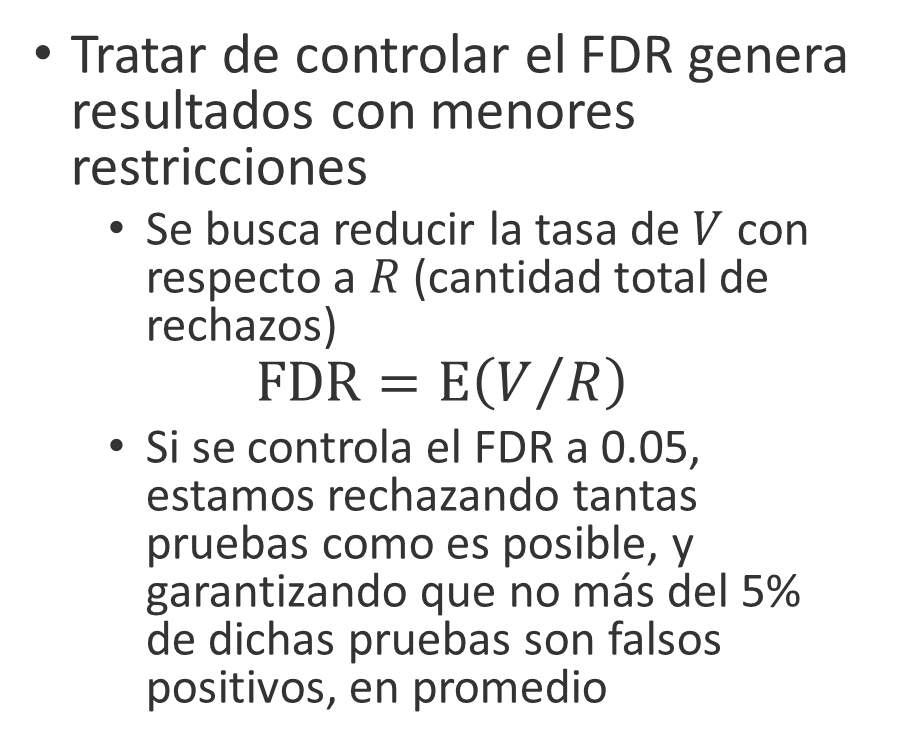 • Tratar de controlar el FDR genera
resultados con menores
restricciones
• Se busca reducir la tasa de V con
respecto a R (cantidad total de
rechazos)
FDR = E(V/R)
• Si se controla el FDR a 0.05,
estamos rechazando tantas
pruebas como es posible, y
garantizando que no más del 5%
de dichas pruebas son falsos
positivos, en promedio